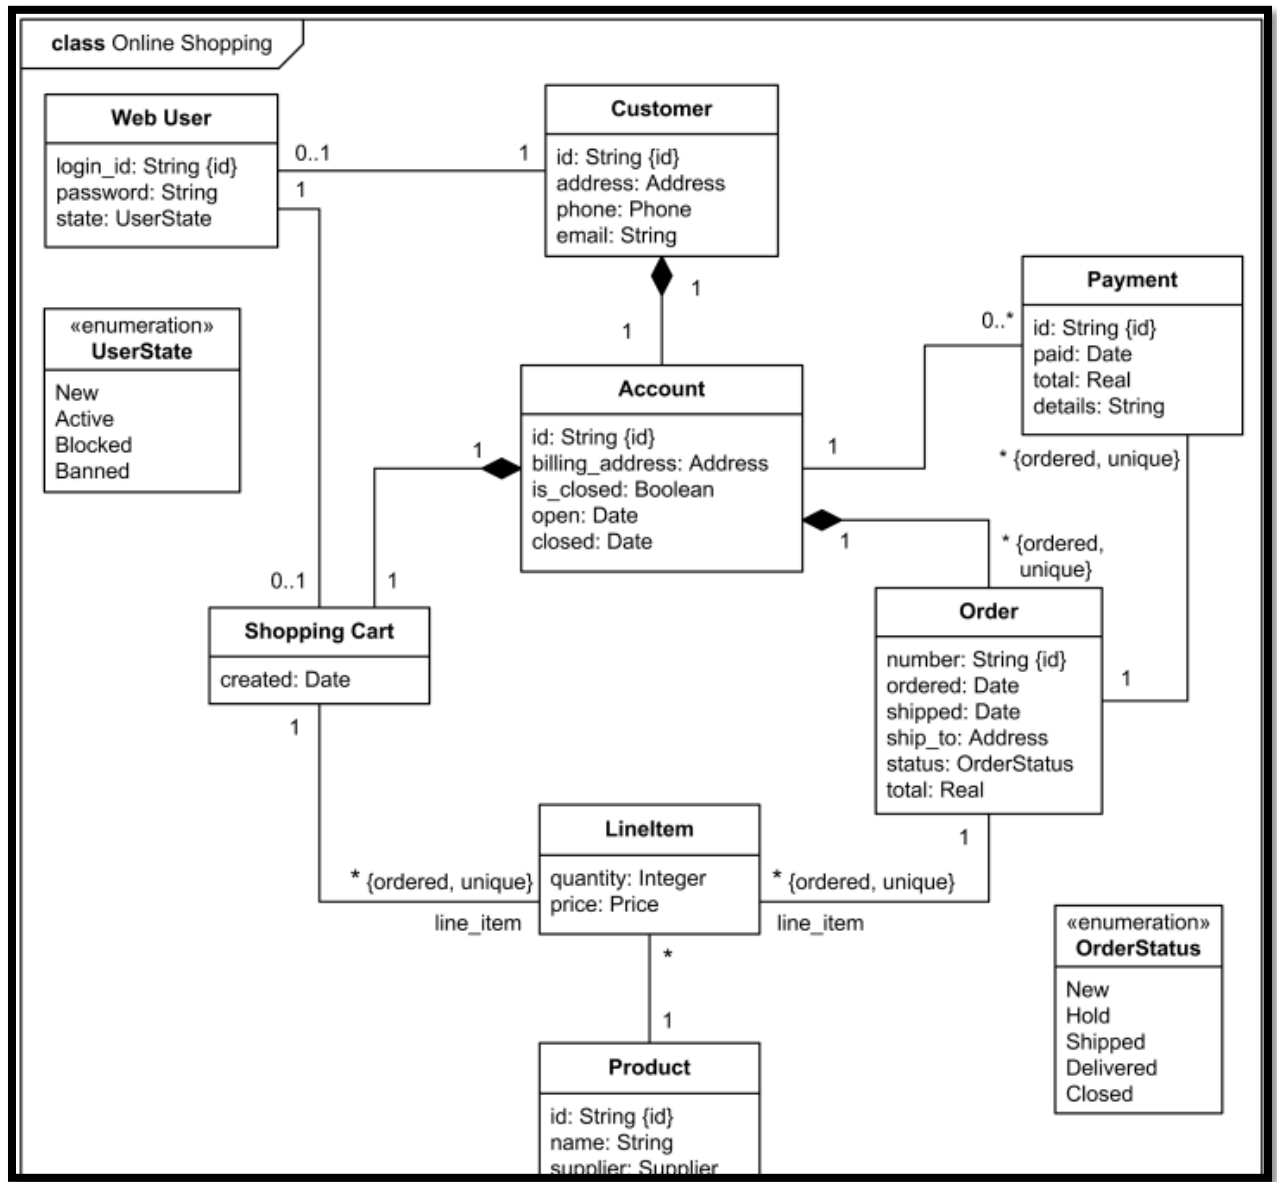 class Online Shopping
Web User
login_id: String {id}
password: String
state: UserState
0..1
1
1
Customer
id: String {id}
address: Address
phone: Phone
email: String
1
1
«enumeration»
UserState
New
Active
Blocked
Banned
Payment
id: String {id}
paid: Date
total: Real
details: String
0..*
1
* {ordered, unique}
Account
id: String {id}
billing_address: Address
is_closed: Boolean
open: Date
closed: Date
1
1
* {ordered,
unique}
0..1
1
Shopping Cart
created: Date
1
Order
number: String {id}
ordered: Date
shipped: Date
ship_to: Address
status: OrderStatus
total: Real
1
1
* {ordered, unique}
line_item
LineItem
quantity: Integer
price: Price
* {ordered, unique}
line_item
*
1
Product
id: String {id}
name: String
supplier: Supplier
«enumeration»
OrderStatus
New
Hold
Shipped
Delivered
Closed